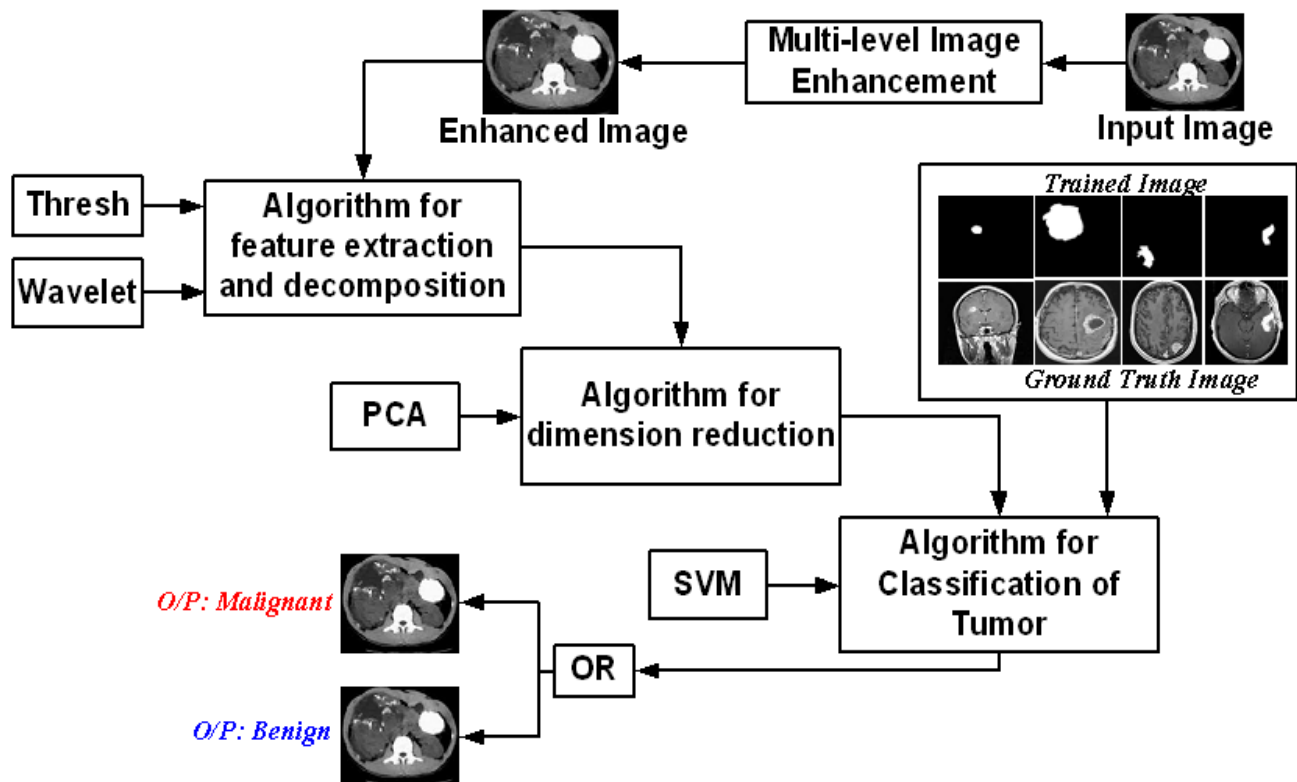 Multi-level Image
Enhancement
Enhanced Image
Input Image
Trained Image
Thresh
Algorithm for
feature extraction
and decomposition
Wavelet
Ground Truth Image
PCA
Algorithm for
dimension reduction
SVM
Algorithm for
Classification of
Tumor
O/P: Malignant
OR
O/P: Benign